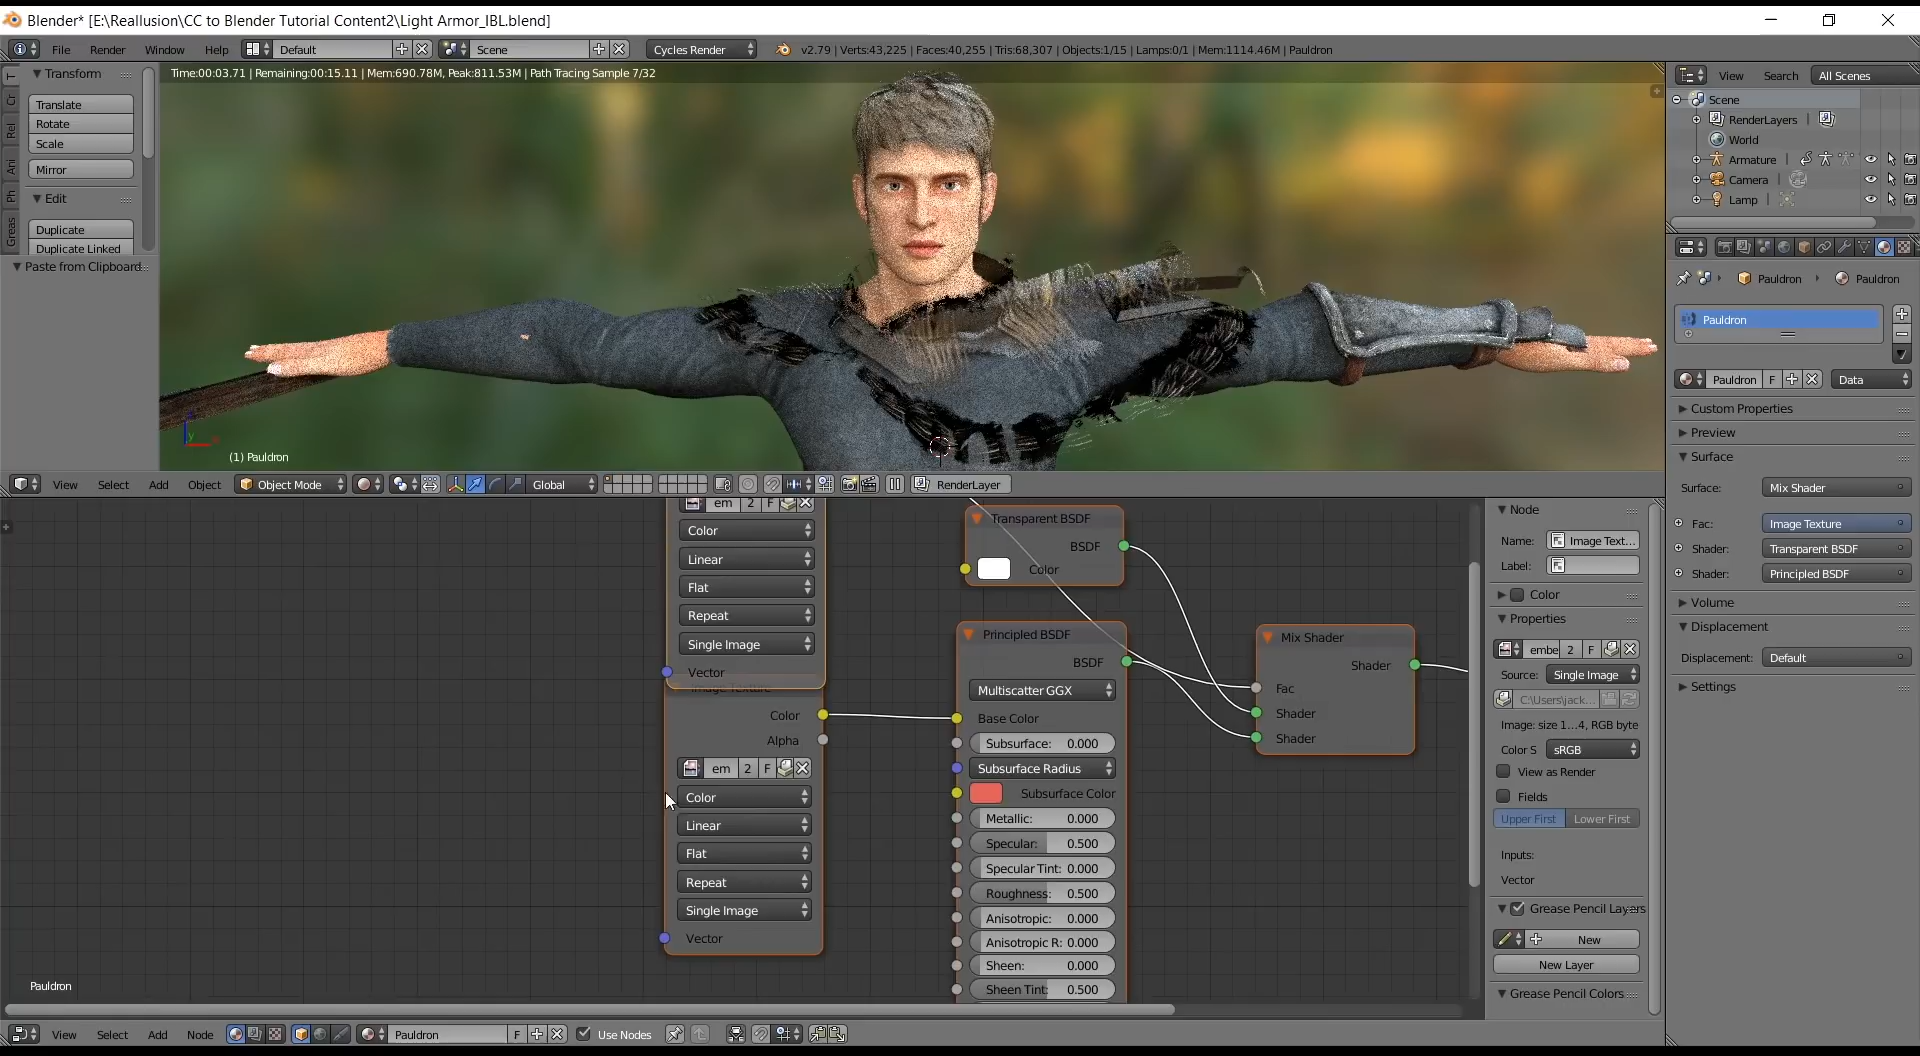 Blender* [E:\Reallusion\CC to Blender Tutorial Content2\Light Armor_IBL.blend]
File Render Window Help Default Scene Cycles Render v2.79 | Verts:43,225 | Faces:40,255 | Tris:68,307 | Objects:1/15 | Lamps:0/1 | Mem:1114.46M | Pauldron
Time:00:03.71 | Remaining:00:15.11 | Mem:690.78M, Peak:811.53M | Path Tracing Sample 7/32
Transform
Translate
Rotate
Scale
Mirror
Edit
Duplicate
Duplicate Linked
Paste from Clipboard
T
Cr
Rel
Ani
Ph
Greas
(1) Pauldron
View Select Add Object Object Mode Global RenderLayer
View Search All Scenes
Scene
RenderLayers
World
Armature
Camera
Lamp
Pauldron Pauldron
Pauldron
Pauldron F Data
Custom Properties
Preview
Surface
Surface: Mix Shader
Fac: Image Texture
Shader: Transparent BSDF
Shader: Principled BSDF
Volume
Displacement
Displacement: Default
Settings
em 2 F
Color
Linear
Flat
Repeat
Single Image
Vector
Image Texture
Color
Alpha
em 2 F
Color
Linear
Flat
Repeat
Single Image
Vector
Transparent BSDF
BSDF
Color
Principled BSDF
BSDF
Multiscatter GGX
Base Color
Subsurface: 0.000
Subsurface Radius
Subsurface Color
Metallic: 0.000
Specular: 0.500
Specular Tint: 0.000
Roughness: 0.500
Anisotropic: 0.000
Anisotropic R: 0.000
Sheen: 0.000
Sheen Tint: 0.500
Mix Shader
Shader
Fac
Shader
Shader
Node
Name: Image Text...
Label:
Color
Properties
embe 2 F
Source: Single Image
C:\Users\jack...
Image: size 1...4, RGB byte
Color S sRGB
View as Render
Fields
Upper First Lower First
Inputs:
Vector
Grease Pencil Layers
New
New Layer
Grease Pencil Colors
Pauldron
View Select Add Node Pauldron F Use Nodes